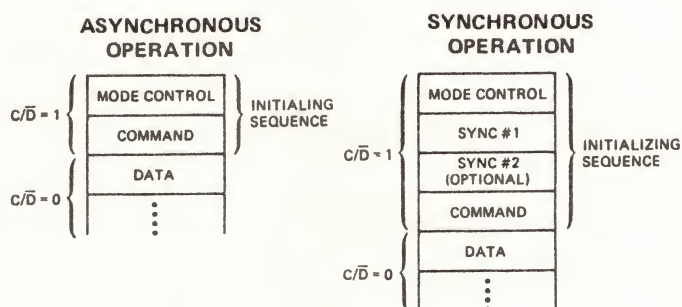 ASYNCHRONOUS
OPERATION
C/D̅ = 1
MODE CONTROL
COMMAND
INITIALING
SEQUENCE
C/D̅ = 0
DATA
SYNCHRONOUS
OPERATION
C/D̅ = 1
MODE CONTROL
SYNC #1
SYNC #2
(OPTIONAL)
COMMAND
INITIALIZING
SEQUENCE
C/D̅ = 0
DATA